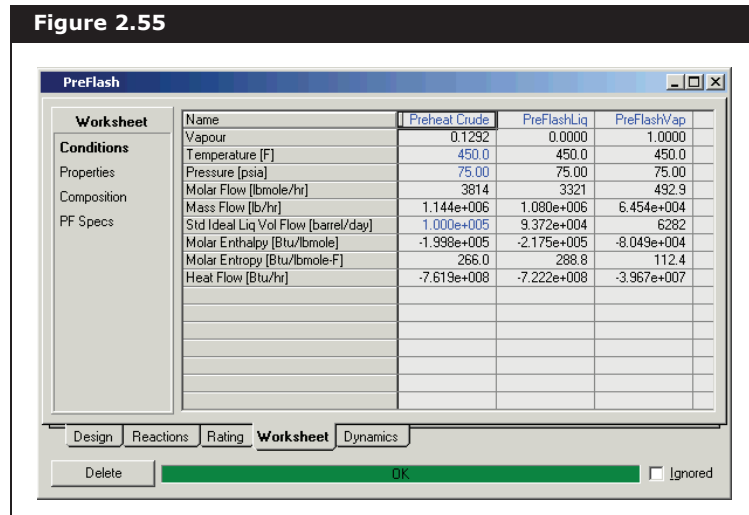 Figure 2.55
PreFlash
Worksheet
Conditions
Properties
Composition
PF Specs
Name Preheat Crude PreFlashLiq PreFlashVap
Vapour 0.1292 0.0000 1.0000
Temperature [F] 450.0 450.0 450.0
Pressure [psia] 75.00 75.00 75.00
Molar Flow [lbmole/hr] 3814 3321 492.9
Mass Flow [lb/hr] 1.144e+006 1.080e+006 6.454e+004
Std Ideal Liq Vol Flow [barrel/day] 1.000e+005 9.372e+004 6282
Molar Enthalpy [Btu/lbmole] -1.998e+005 -2.175e+005 -8.049e+004
Molar Entropy [Btu/lbmole-F] 266.0 288.8 112.4
Heat Flow [Btu/hr] -7.619e+008 -7.222e+008 -3.967e+007
Design Reactions Rating Worksheet Dynamics
Delete OK Ignored